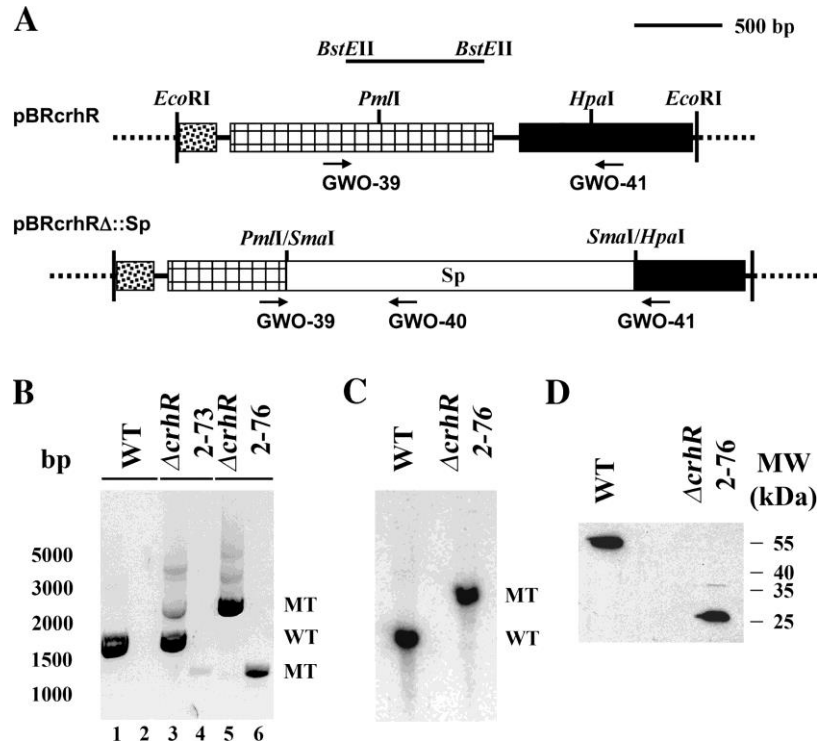 A
500 bp
BstEII BstEII
EcoRI PmlI HpaI EcoRI
pBRcrhR
GWO-39 GWO-41
pBRcrhRΔ::Sp
PmlI/SmaI SmaI/HpaI
Sp
GWO-39 GWO-40 GWO-41
B
bp
WT
ΔcrhR 2-73
ΔcrhR 2-76
5000
3000
2000
1500
1000
MT
WT
MT
1 2 3 4 5 6
C
WT
ΔcrhR 2-76
MT
WT
D
WT
ΔcrhR 2-76
MW
(kDa)
55
40
35
25